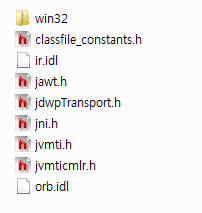 win32
classfile_constants.h
ir.idl
jawt.h
jdwpTransport.h
jni.h
jvmti.h
jvmticmlr.h
orb.idl